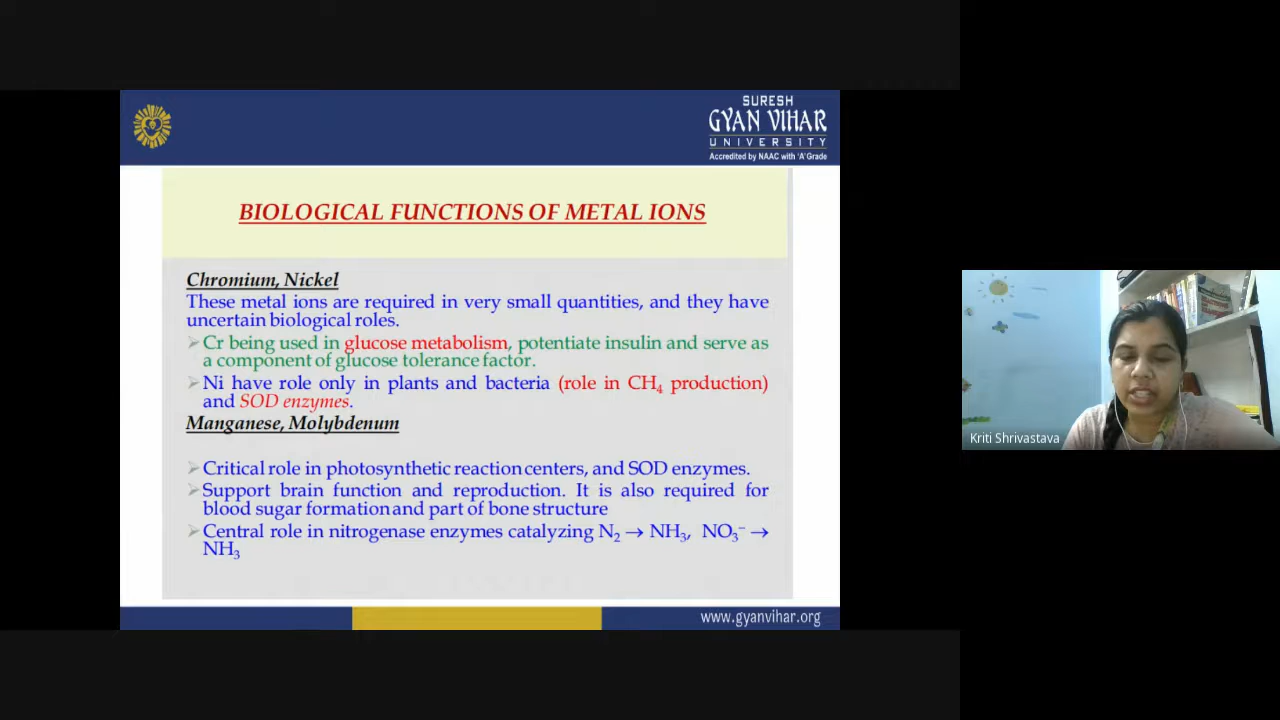 SURESH
GYAN VIHAR
UNIVERSITY
Accredited by NAAC with 'A' Grade
BIOLOGICAL FUNCTIONS OF METAL IONS
Chromium, Nickel
These metal ions are required in very small quantities, and they have
uncertain biological roles.
➢Cr being used in glucose metabolism, potentiate insulin and serve as
a component of glucose tolerance factor.
➢Ni have role only in plants and bacteria (role in CH₄ production)
and SOD enzymes.
Manganese, Molybdenum
➢Critical role in photosynthetic reaction centers, and SOD enzymes.
➢Support brain function and reproduction. It is also required for
blood sugar formation and part of bone structure
➢Central role in nitrogenase enzymes catalyzing N₂ → NH₃, NO₃⁻ →
NH₃
www.gyanvihar.org
Kriti Shrivastava